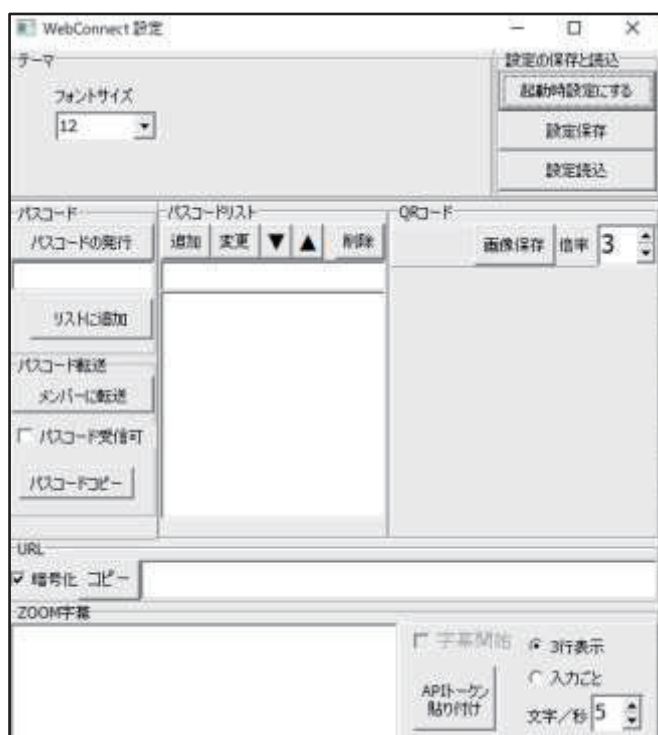 WebConnect 設定
テーマ
設定の保存と読込
フォントサイズ
起動時設定にする
12
設定保存
設定読込
パスコード
パスコードリスト
QRコード
パスコードの発行
追加 変更 ▼ ▲ 削除
画像保存 倍率 3
リストに追加
パスコード転送
メンバーに転送
パスコード受信可
パスコードコピー
URL
暗号化 コピー
ZOOM字幕
字幕開始 3行表示
入力ごと
APIトークン
貼り付け
文字/秒 5